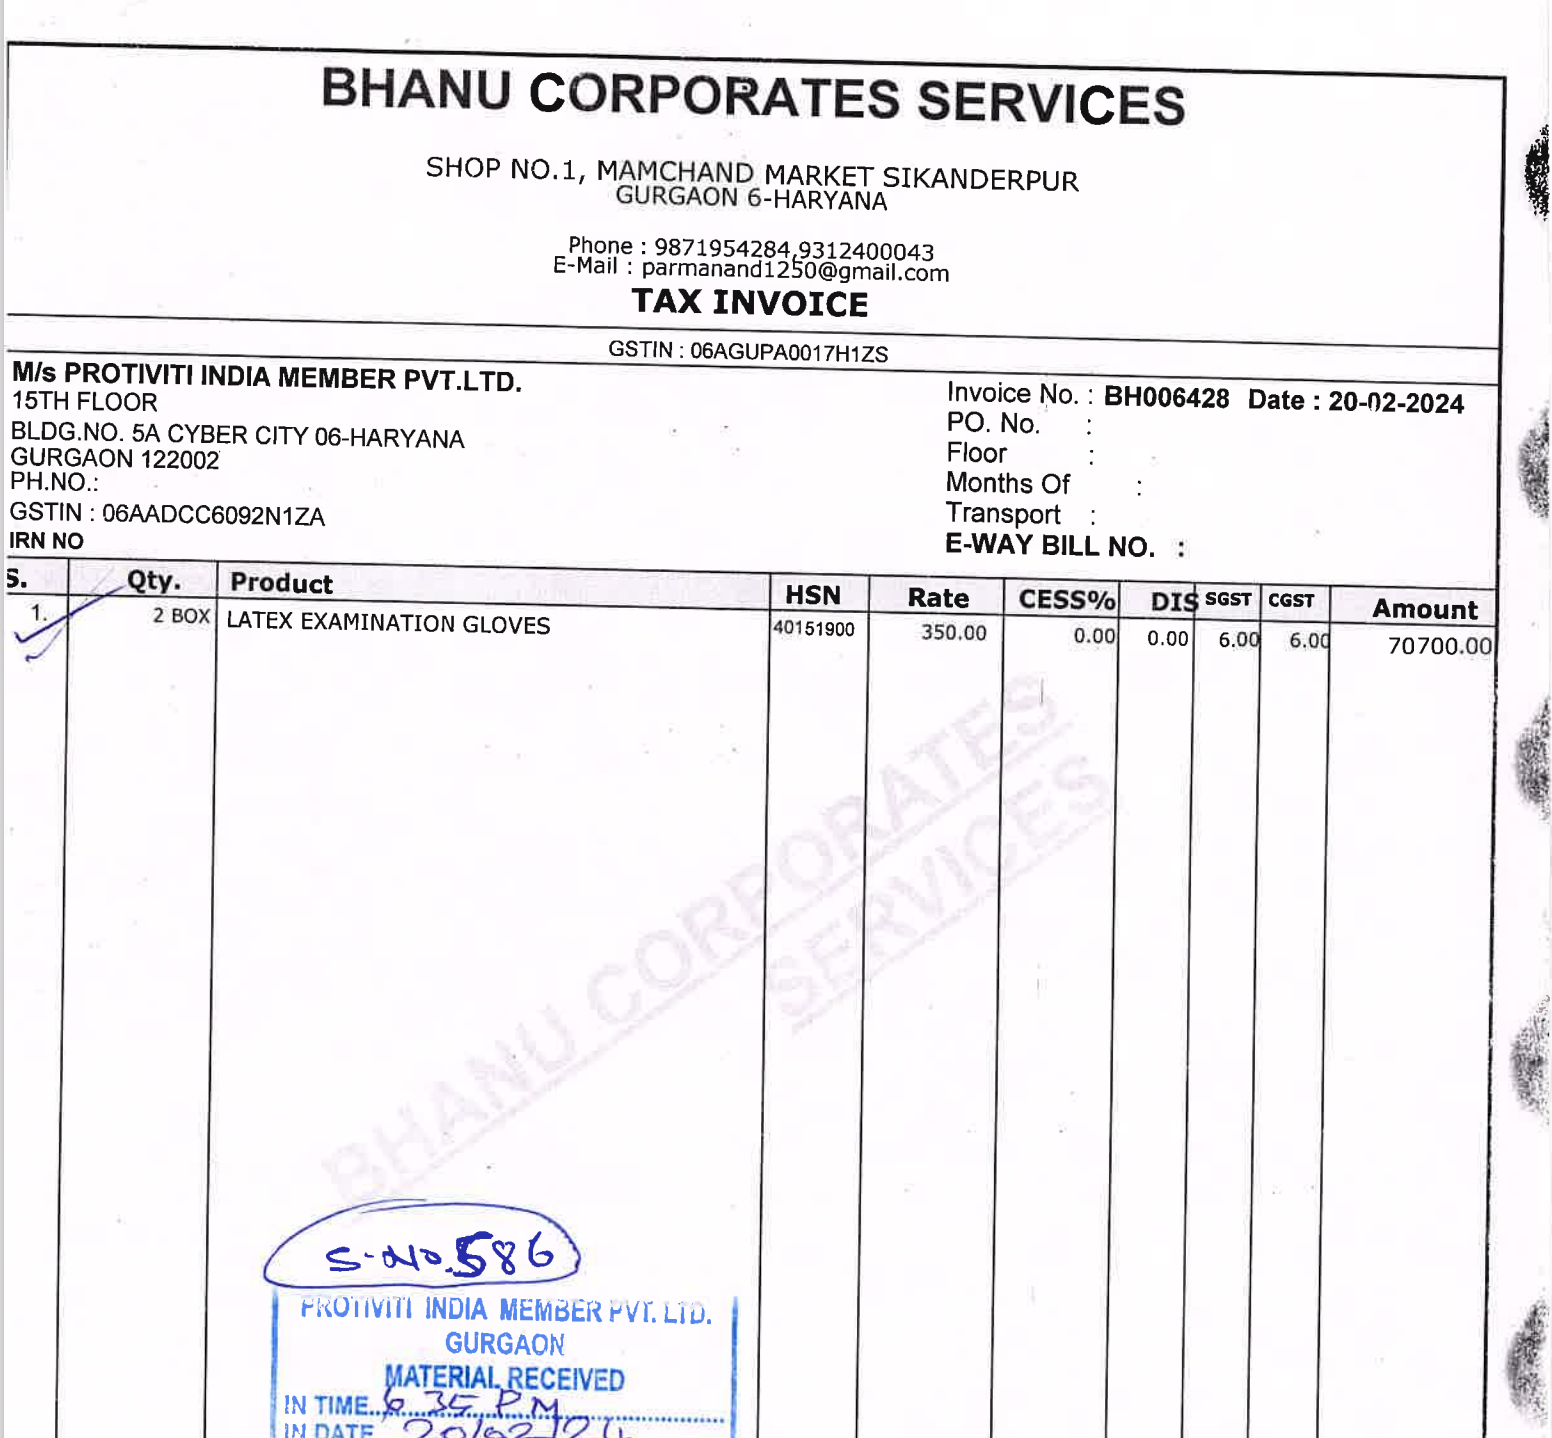 BHANU CORPORATES SERVICES
SHOP NO.1, MAMCHAND MARKET SIKANDERPUR
GURGAON 6-HARYANA
Phone : 9871954284,9312400043
E-Mail : parmanand1250@gmail.com
TAX INVOICE
GSTIN : 06AGUPA0017H1ZS
M/s PROTIVITI INDIA MEMBER PVT.LTD.
15TH FLOOR
BLDG.NO. 5A CYBER CITY 06-HARYANA
GURGAON 122002
PH.NO.:
GSTIN : 06AADCC6092N1ZA
IRN NO
Invoice No. : BH006428 Date : 20-02-2024
PO. No. :
Floor :
Months Of :
Transport :
E-WAY BILL NO. :
S. Qty. Product HSN Rate CESS% DIS SGST CGST Amount
1. 2 BOX LATEX EXAMINATION GLOVES 40151900 350.00 0.00 0.00 6.00 6.00 70700.00
BHANU CORPORATES
SERVICES
S.No. 586
PROTIVITI INDIA MEMBER PVT. LTD.
GURGAON
MATERIAL RECEIVED
IN TIME 6 35 P.M
IN DATE 20/02/24